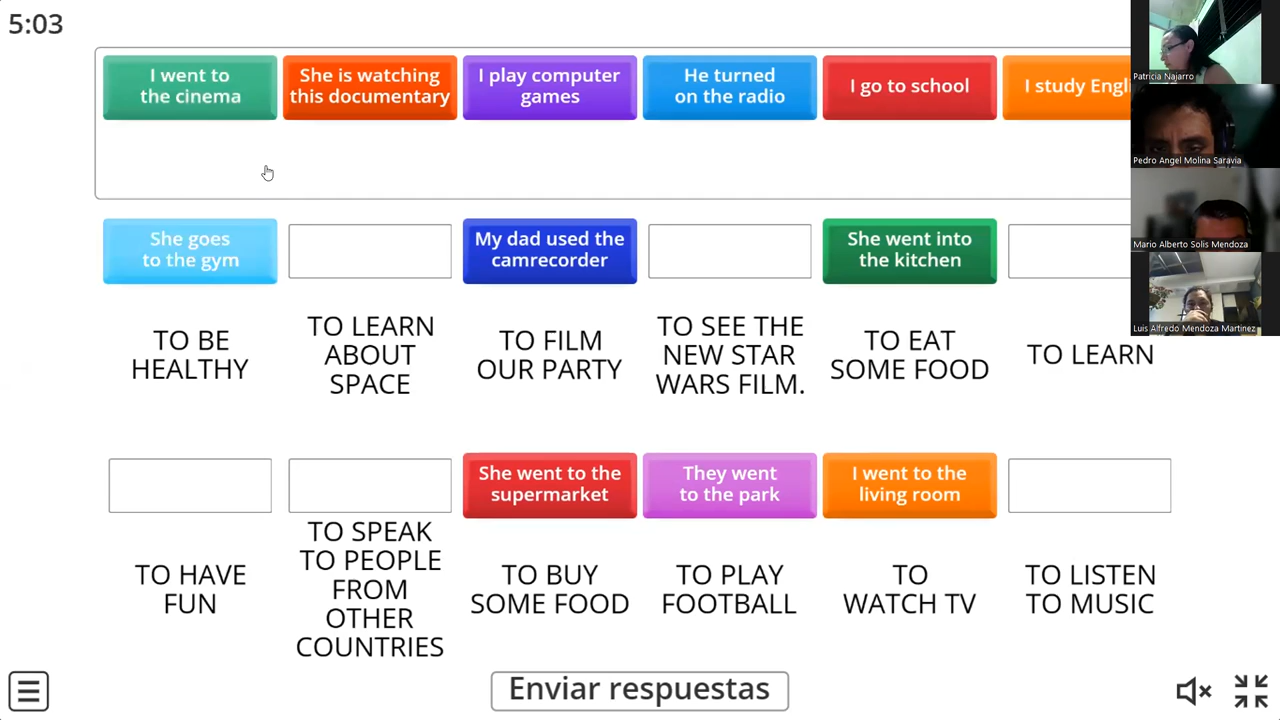 5:03
I went to
the cinema
She is watching
this documentary
I play computer
games
He turned
on the radio
I go to school
I study Engli
Patricia Najarro
Pedro Angel Molina Saravia
Mario Alberto Solis Mendoza
Luis Alfredo Mendoza Martinez
She goes
to the gym
My dad used the
camrecorder
She went into
the kitchen
TO BE
HEALTHY
TO LEARN
ABOUT
SPACE
TO FILM
OUR PARTY
TO SEE THE
NEW STAR
WARS FILM.
TO EAT
SOME FOOD
TO LEARN
She went to the
supermarket
They went
to the park
I went to the
living room
TO HAVE
FUN
TO SPEAK
TO PEOPLE
FROM
OTHER
COUNTRIES
TO BUY
SOME FOOD
TO PLAY
FOOTBALL
TO
WATCH TV
TO LISTEN
TO MUSIC
Enviar respuestas